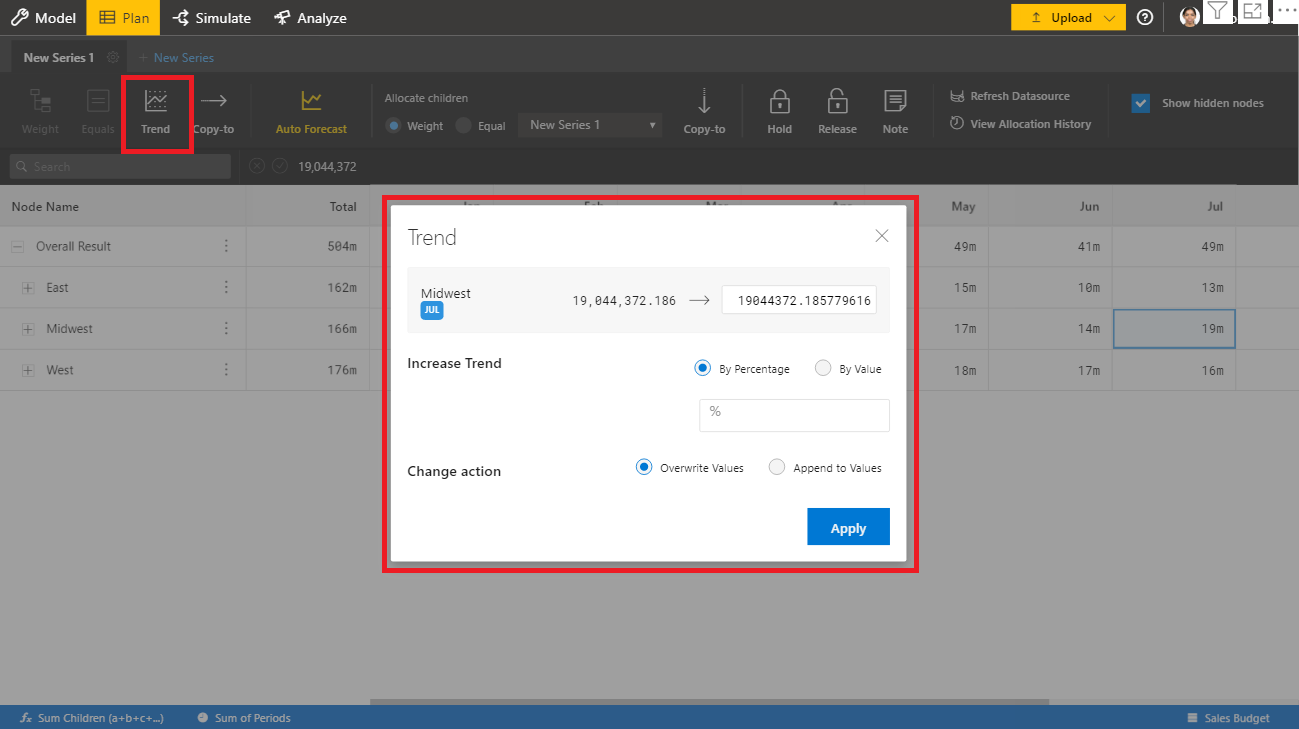 Model Plan Simulate Analyze Upload
New Series 1 + New Series
Weight Equals Trend Copy-to Auto Forecast Allocate children Weight Equal New Series 1 Copy-to Hold Release Note Refresh Datasource View Allocation History Show hidden nodes
Search 19,044,372
Node Name Total May Jun Jul
Overall Result 504m 49m 41m 49m
East 162m 15m 10m 13m
Midwest 166m 17m 14m 19m
West 176m 18m 17m 16m
Trend
Midwest 19,044,372.186 19044372.185779616
JUL
Increase Trend By Percentage By Value
%
Change action Overwrite Values Append to Values
Apply
fx Sum Children (a+b+c+...) Sum of Periods Sales Budget